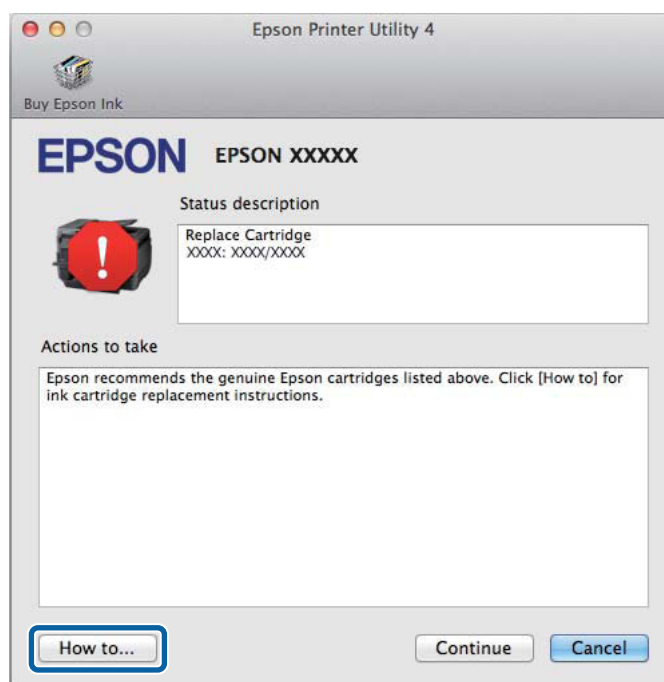 Epson Printer Utility 4
Buy Epson Ink
EPSON
EPSON XXXXX
Status description
Replace Cartridge
XXXX: XXXX/XXXX
Actions to take
Epson recommends the genuine Epson cartridges listed above. Click [How to] for
ink cartridge replacement instructions.
How to...
Continue
Cancel